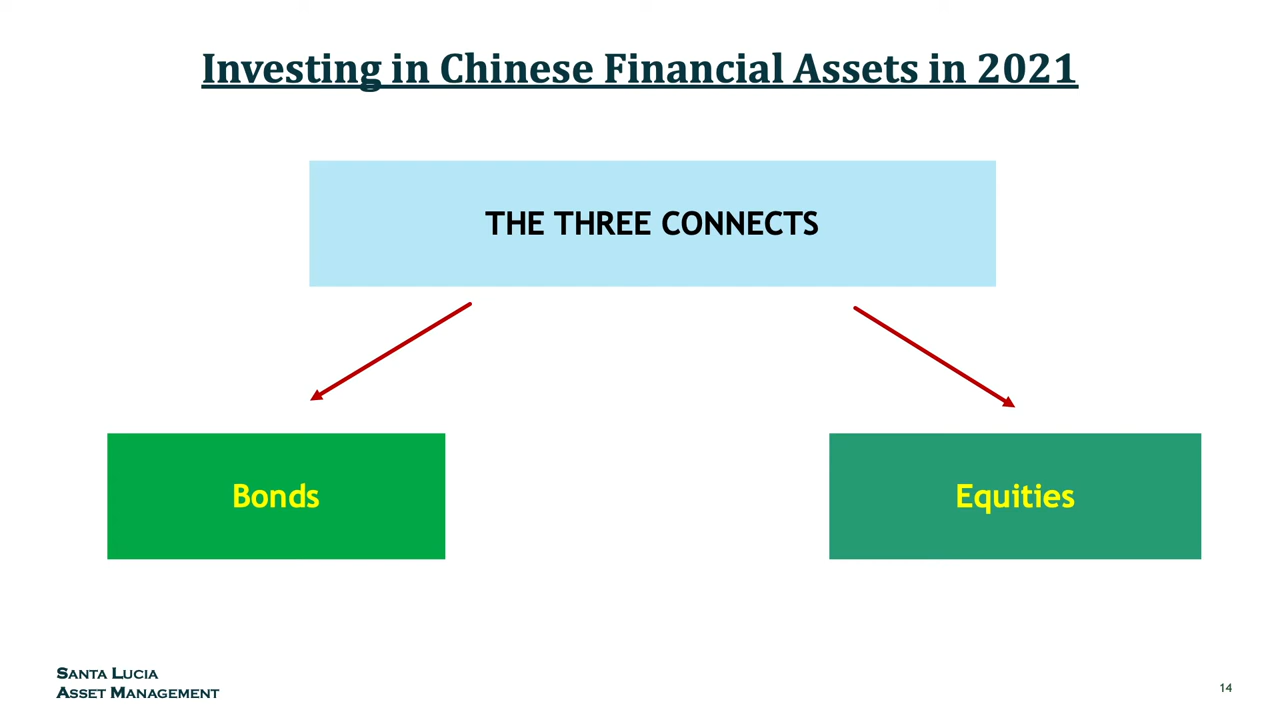 Investing in Chinese Financial Assets in 2021
THE THREE CONNECTS
Bonds
Equities
SANTA LUCIA
ASSET MANAGEMENT
14